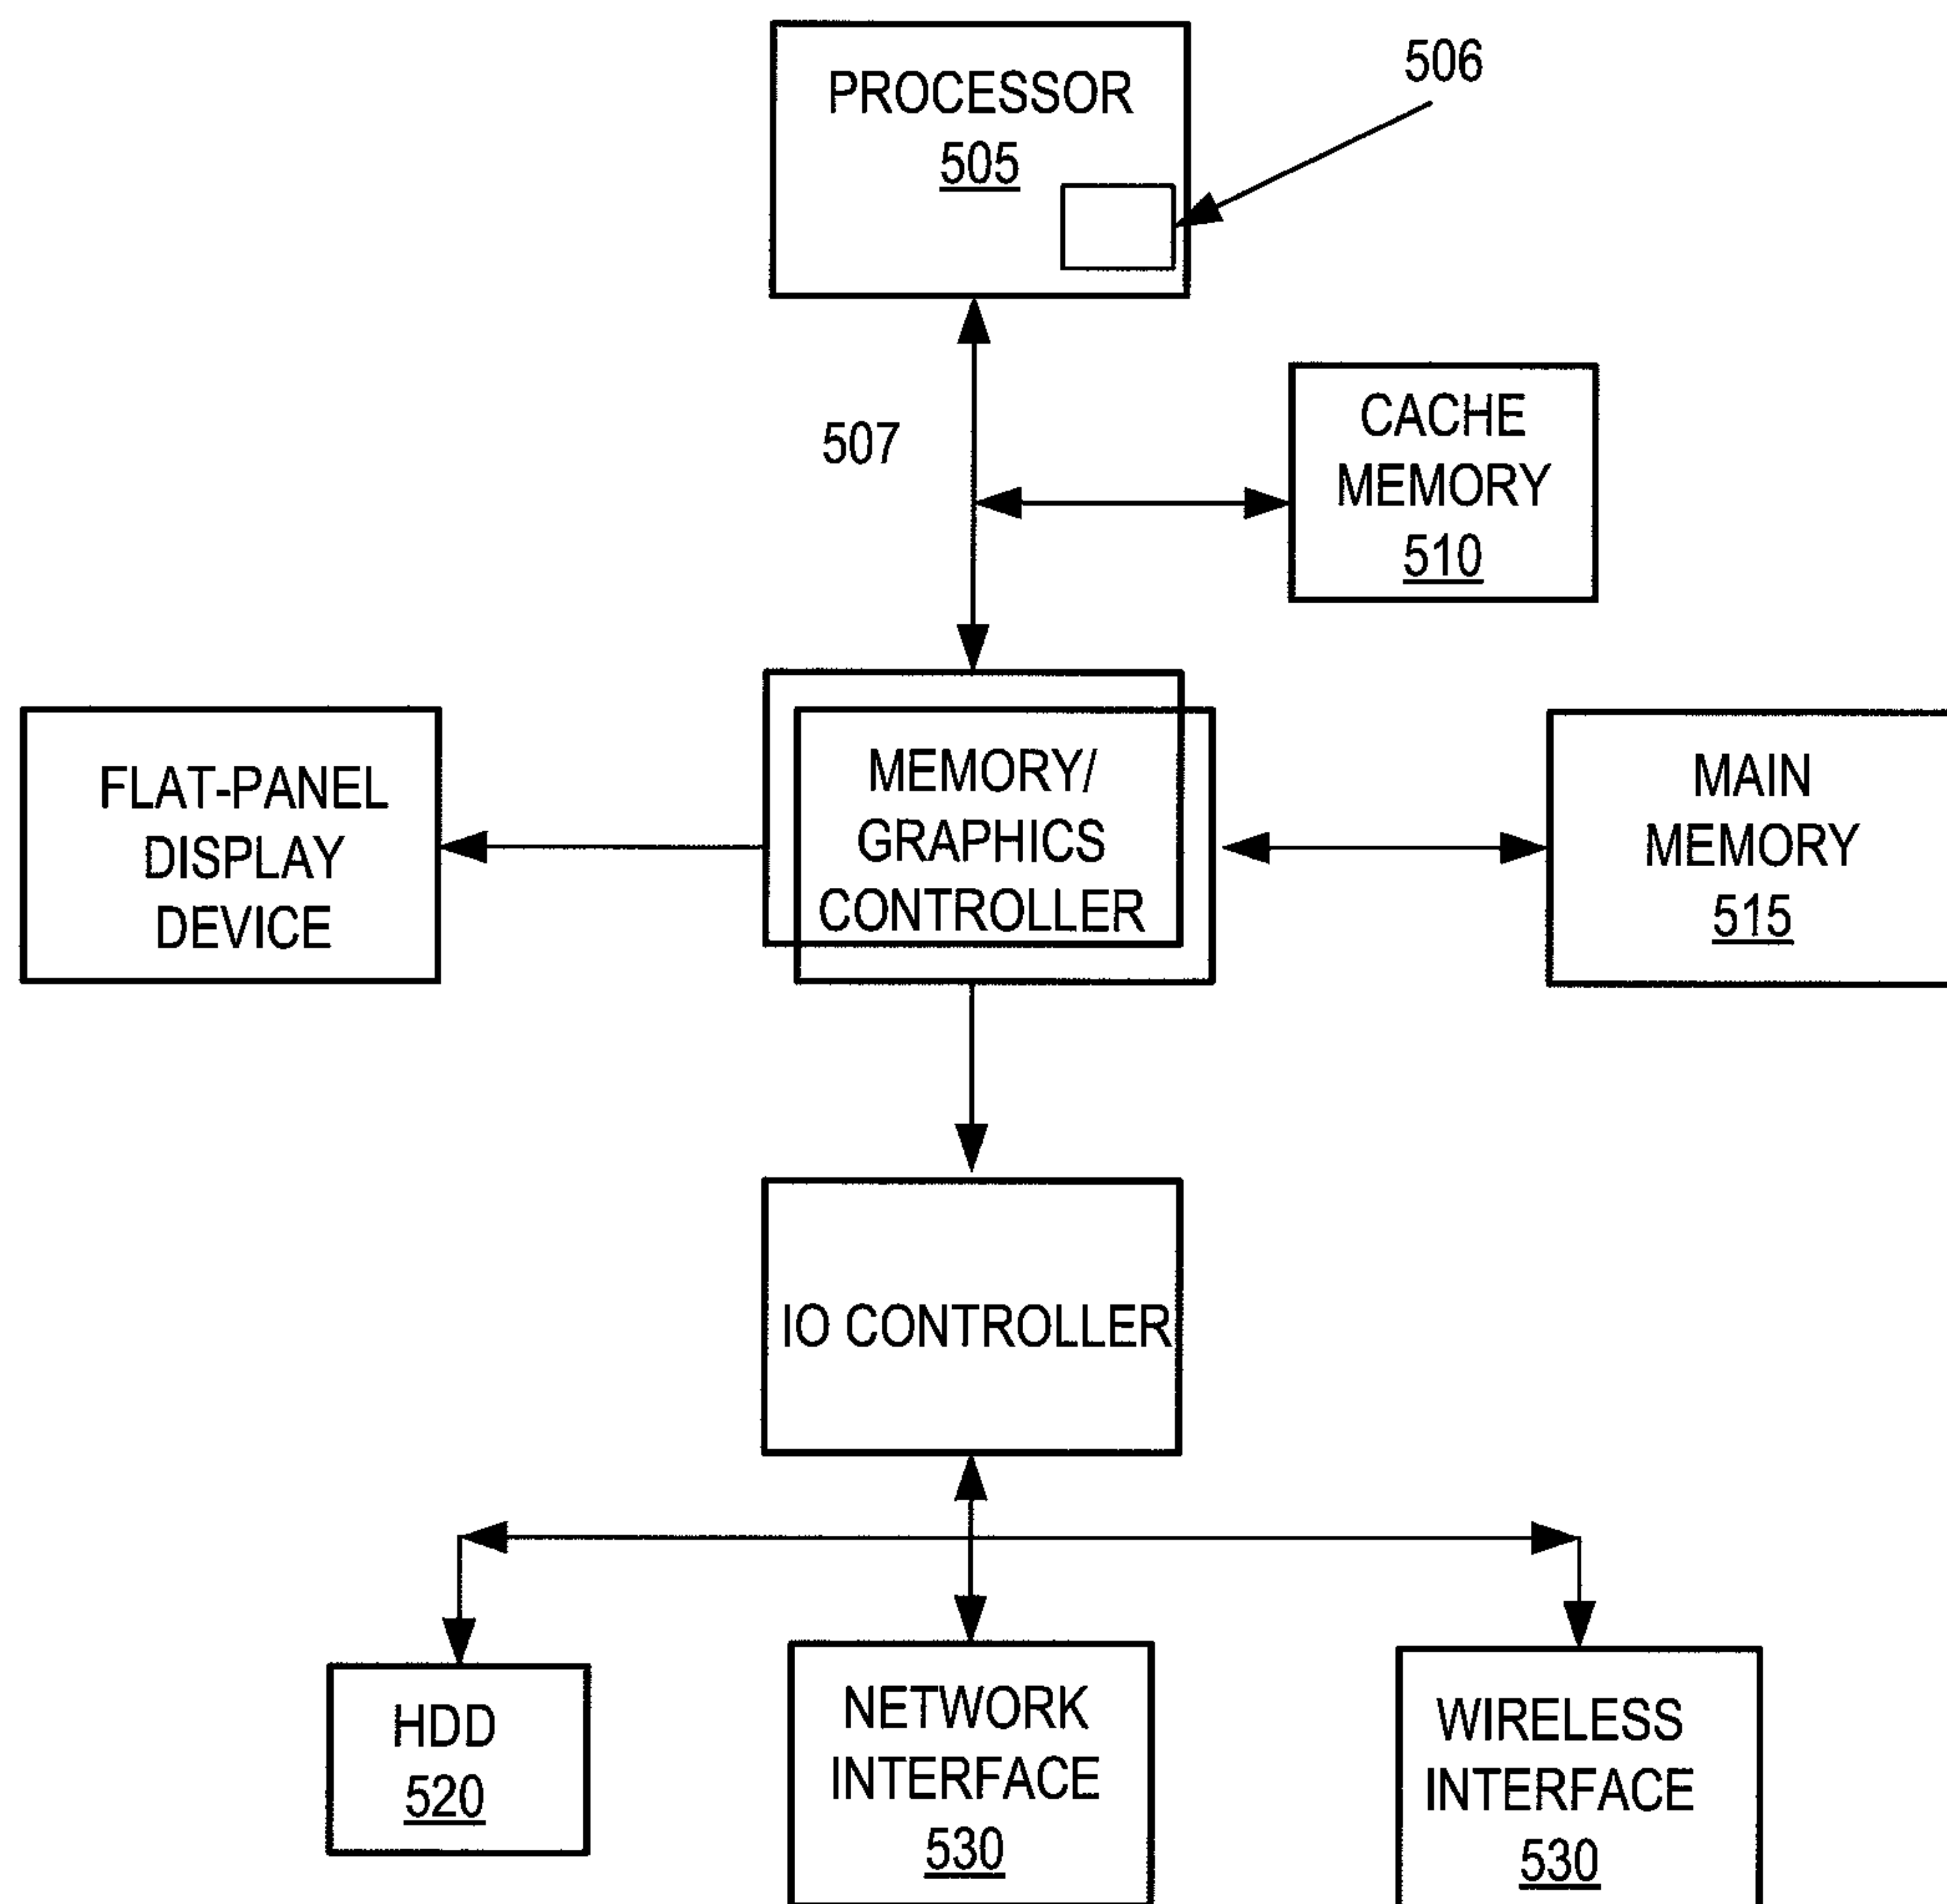 PROCESSOR
505
506
507
CACHE
MEMORY
510
FLAT-PANEL
DISPLAY
DEVICE
MEMORY/
GRAPHICS
CONTROLLER
MAIN
MEMORY
515
IO CONTROLLER
HDD
520
NETWORK
INTERFACE
530
WIRELESS
INTERFACE
530